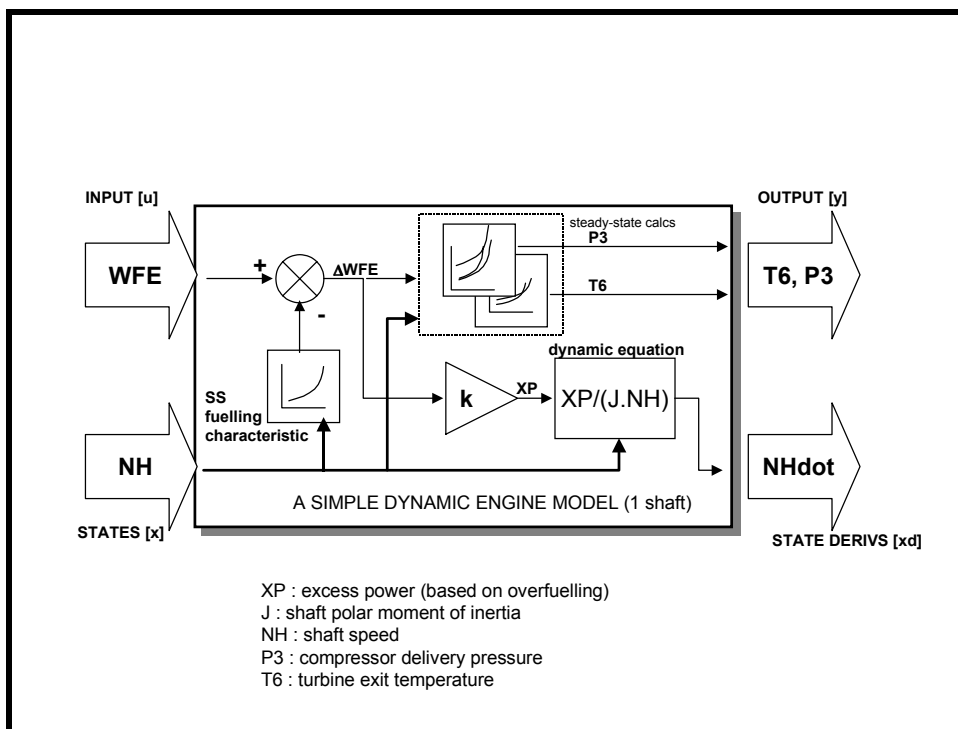 INPUT [u]
OUTPUT [y]
steady-state calcs
P3
WFE
+
ΔWFE
T6, P3
T6
-
dynamic equation
SS
fuelling
characteristic
k
XP
XP/(J.NH)
NH
NHdot
A SIMPLE DYNAMIC ENGINE MODEL (1 shaft)
STATES [x]
STATE DERIVS [xd]
XP : excess power (based on overfuelling)
J : shaft polar moment of inertia
NH : shaft speed
P3 : compressor delivery pressure
T6 : turbine exit temperature